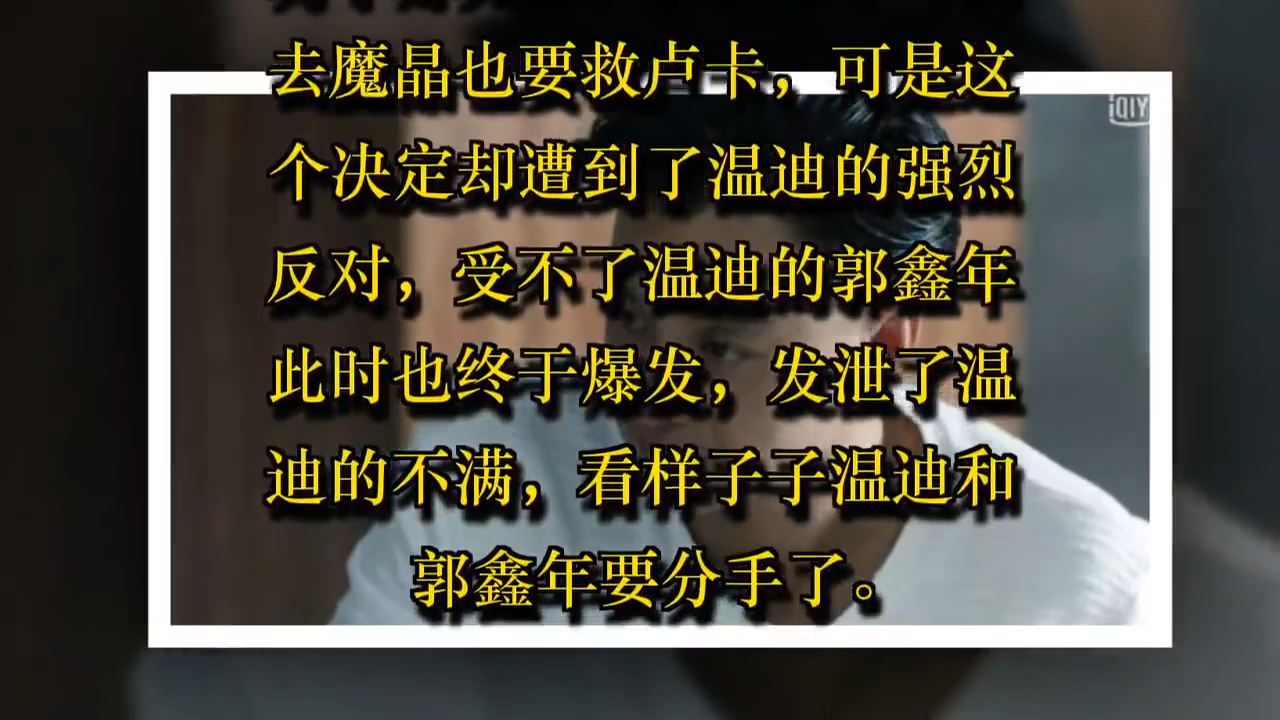 去魔晶也要救卢卡，可是这
iQIY
个决定却遭到了温迪的强烈
反对，受不了温迪的郭鑫年
此时也终于爆发，发泄了温
迪的不满，看样子子温迪和
郭鑫年要分手了。